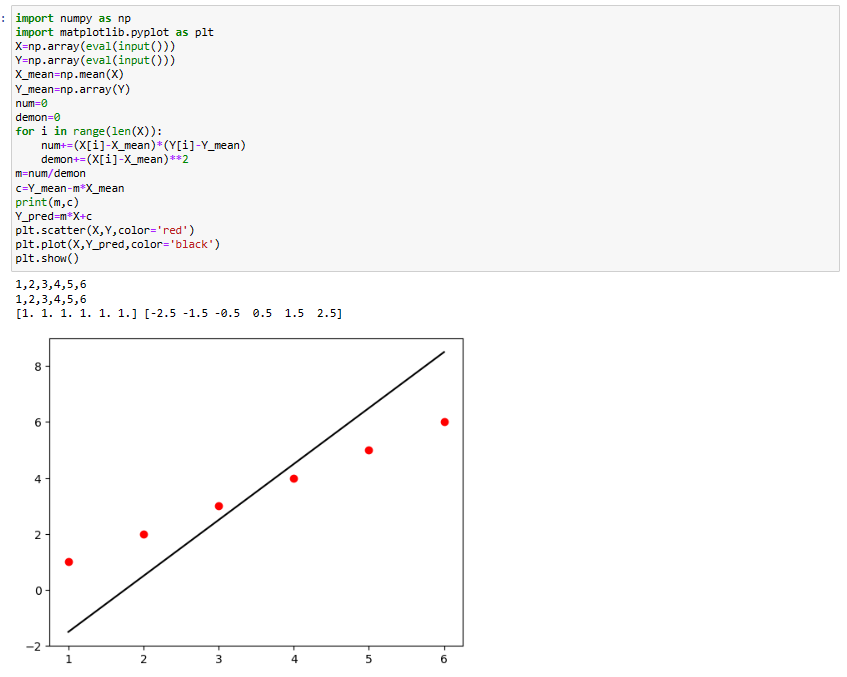 :
import numpy as np
import matplotlib.pyplot as plt
X=np.array(eval(input()))
Y=np.array(eval(input()))
X_mean=np.mean(X)
Y_mean=np.array(Y)
num=0
demon=0
for i in range(len(X)):
    num+=(X[i]-X_mean)*(Y[i]-Y_mean)
    demon+=(X[i]-X_mean)**2
m=num/demon
c=Y_mean-m*X_mean
print(m,c)
Y_pred=m*X+c
plt.scatter(X,Y,color='red')
plt.plot(X,Y_pred,color='black')
plt.show()
1,2,3,4,5,6
1,2,3,4,5,6
[1. 1. 1. 1. 1. 1.] [-2.5 -1.5 -0.5  0.5  1.5  2.5]
8
6
4
2
0
−2
1 2 3 4 5 6